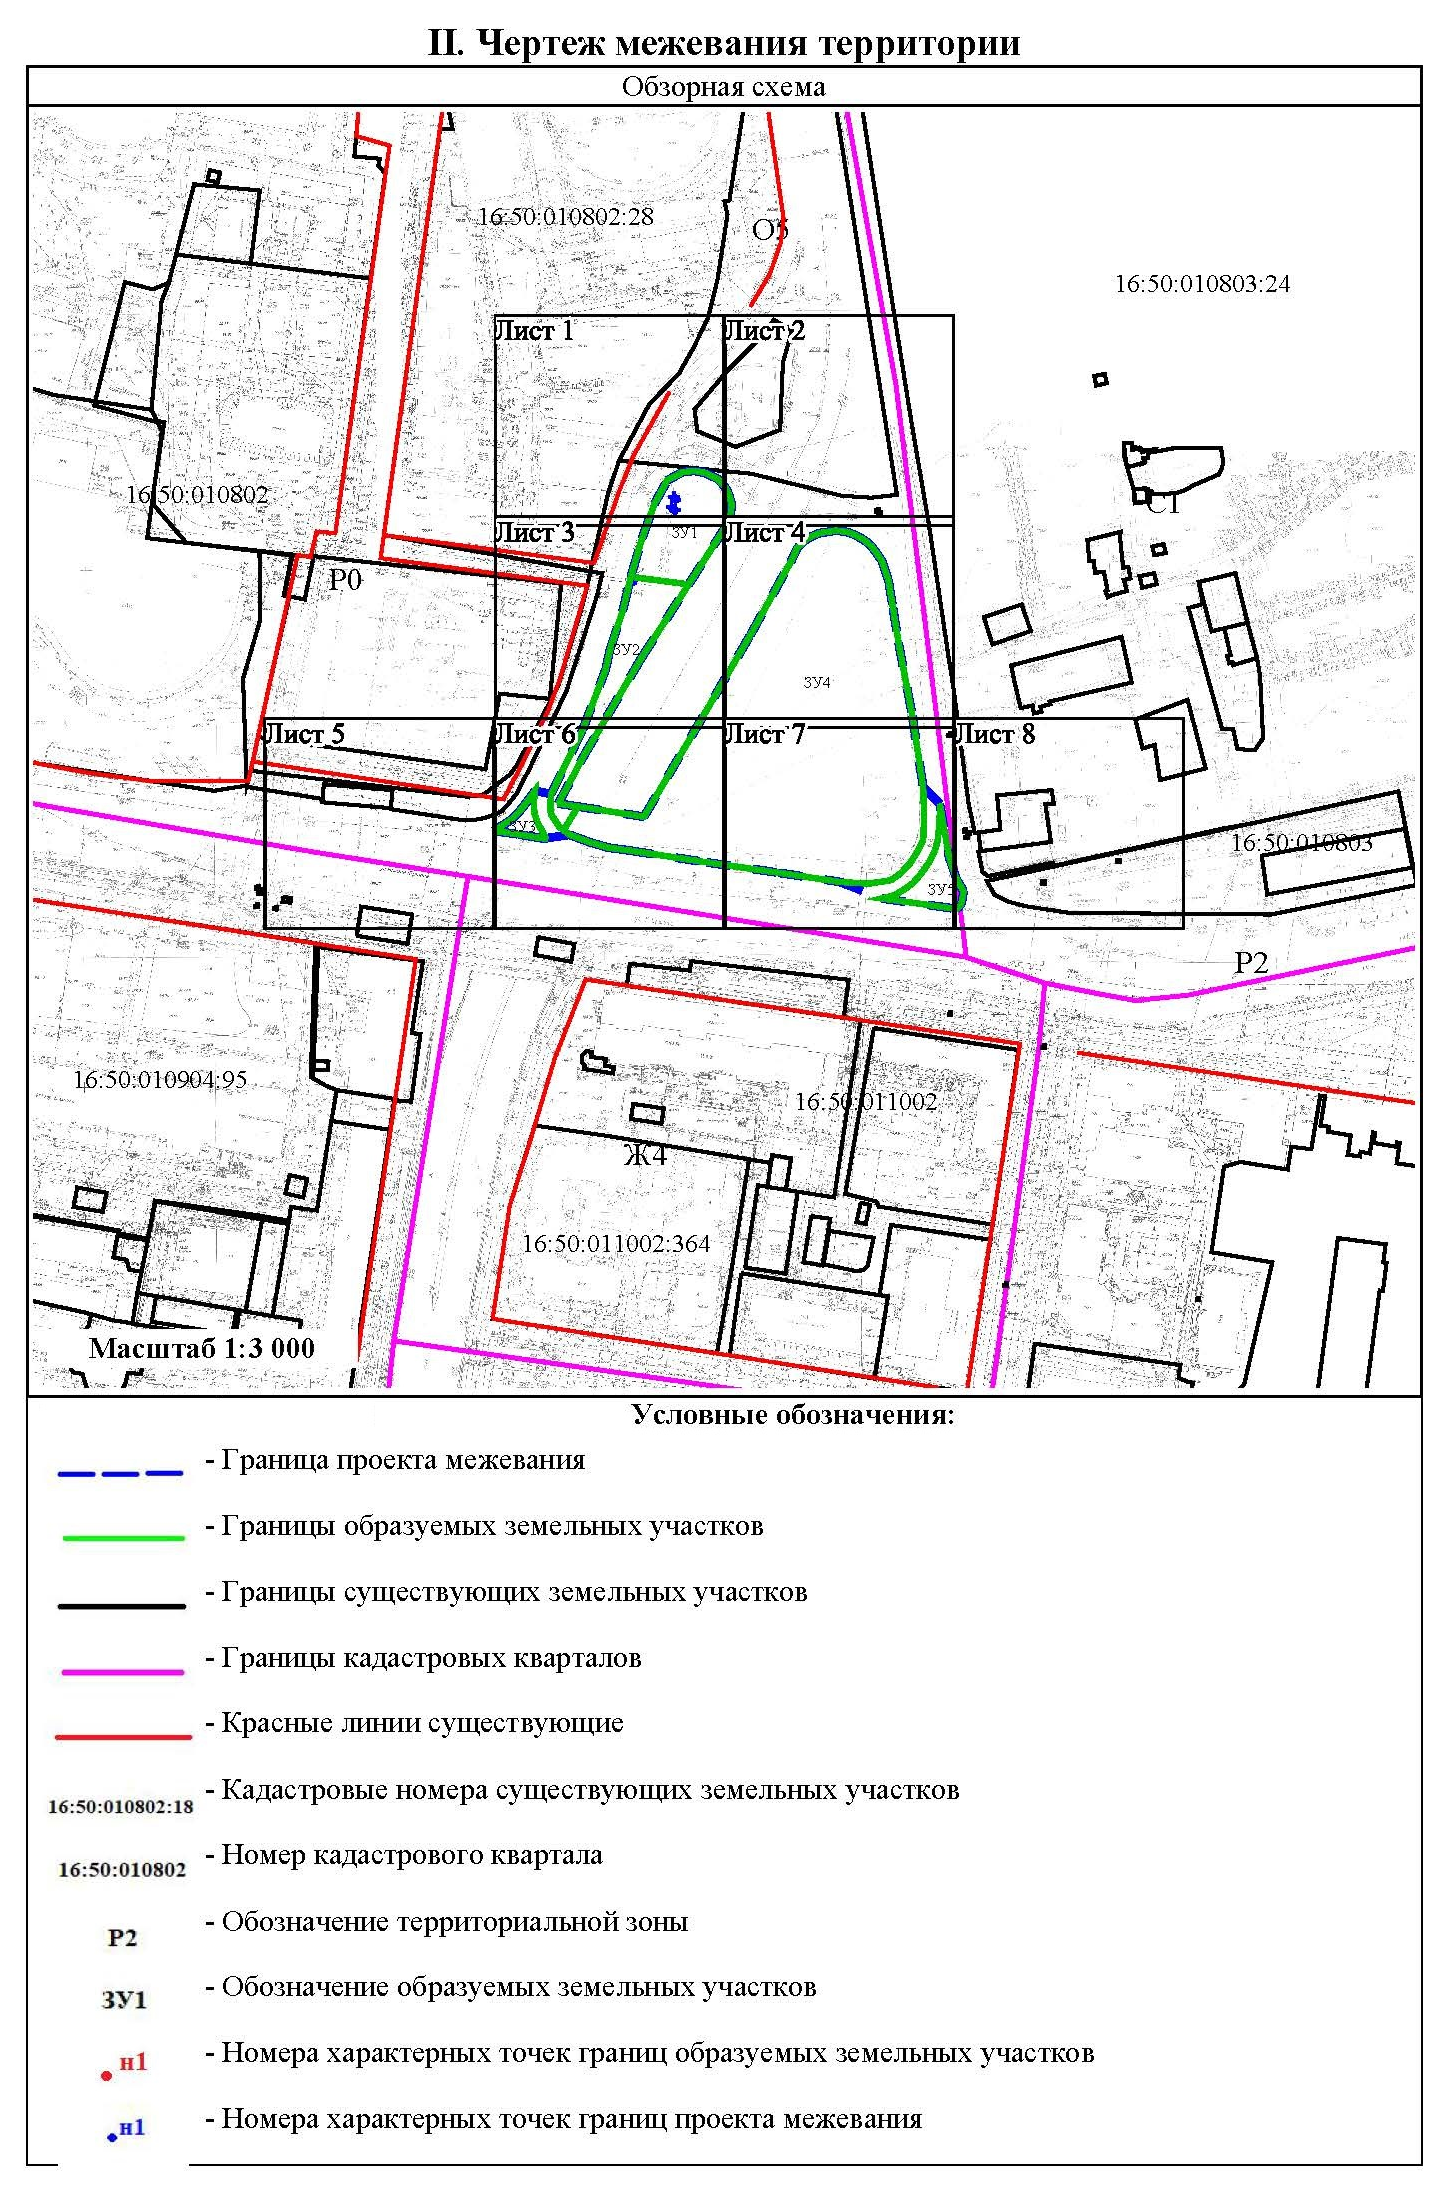 II. Чертеж межевания территории
Обзорная схема
16:50:010802:28
О5
16:50:010803:24
Лист 1
Лист 2
16:50:010802
С1
Лист 3
ЗУ1
Лист 4
Р0
ЗУ2
ЗУ4
Лист 5
Лист 6
Лист 7
Лист 8
ЗУ3
16:50:010803
ЗУ5
Р2
16:50:010904:95
16:50:011002
Ж4
16:50:011002:364
Масштаб 1:3 000
Условные обозначения:
- Граница проекта межевания
- Границы образуемых земельных участков
- Границы существующих земельных участков
- Границы кадастровых кварталов
- Красные линии существующие
16:50:010802:18 - Кадастровые номера существующих земельных участков
16:50:010802 - Номер кадастрового квартала
Р2 - Обозначение территориальной зоны
ЗУ1 - Обозначение образуемых земельных участков
н1 - Номера характерных точек границ образуемых земельных участков
н1 - Номера характерных точек границ проекта межевания